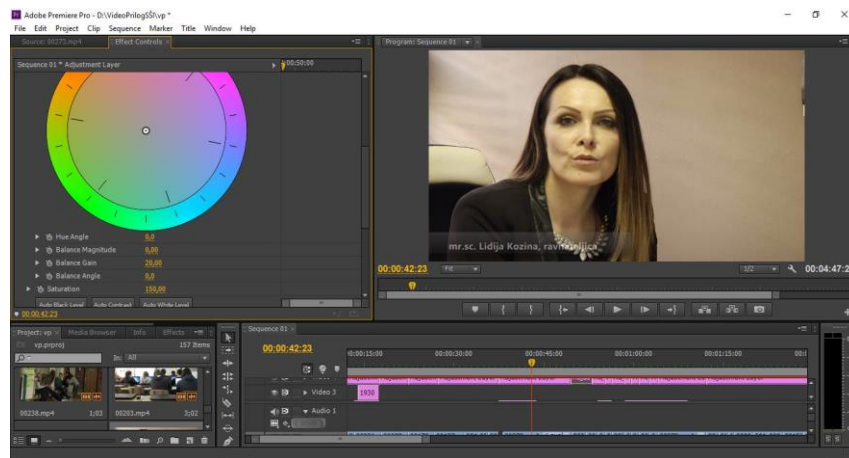 Adobe Premiere Pro - D:\VideoPrilogSŠI\vp *
File Edit Project Clip Sequence Marker Title Window Help
Source: 00273.mp4 Effect Controls ×
Program: Sequence 01
Sequence 01 * Adjustment Layer
00:50:00
Hue Angle 0,0
Balance Magnitude 0,00
Balance Gain 20,00
Balance Angle 0,0
Saturation 150,00
Auto Black Level Auto Contrast Auto White Level
00:00:42:23
mr.sc. Lidija Kozina, ravnateljica
00:00:42:23 Fit 1/2 00:04:47:2
Project: vp × Media Browser Info Effects
vp.prproj 157 Items
In: All
00238.mp4 1;03 00203.mp4 3;02
Sequence 01 ×
00:00:42:23
0:00:15:00 00:00:30:00 00:00:45:00 00:01:00:00 00:01:15:00 00:
Video 3
1930
Audio 1
S S